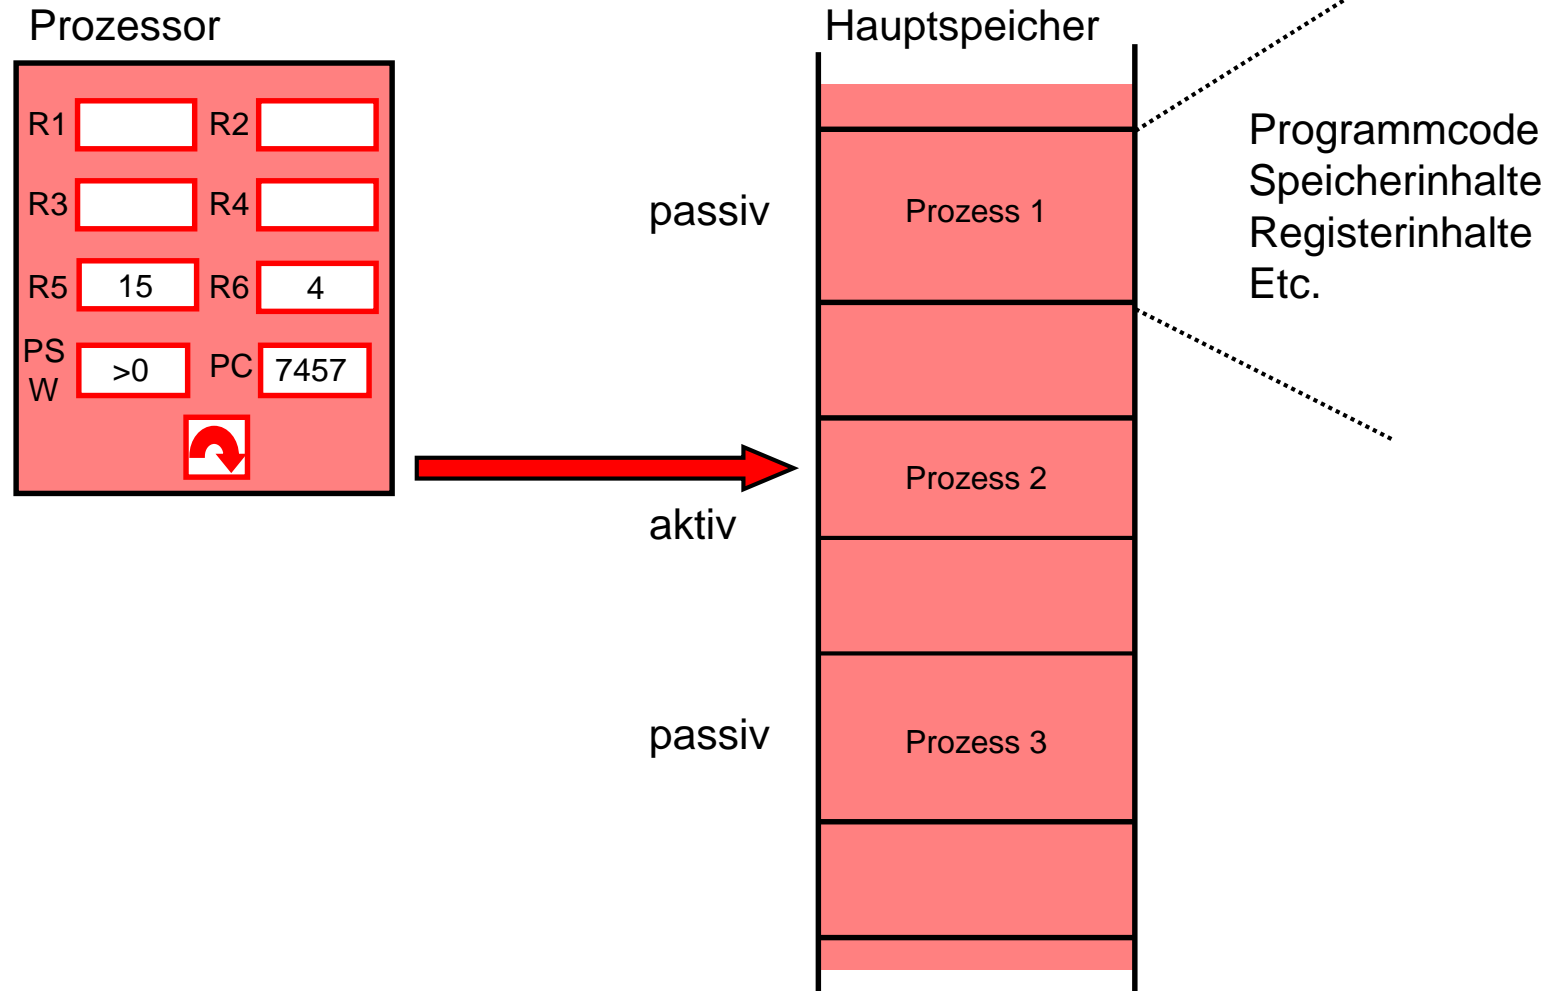 Prozessor
R1
R2
R3
R4
R5 15 R6 4
PS
W
>0
PC 7457
Hauptspeicher
passiv
Prozess 1
Programmcode
Speicherinhalte
Registerinhalte
Etc.
Prozess 2
aktiv
passiv
Prozess 3